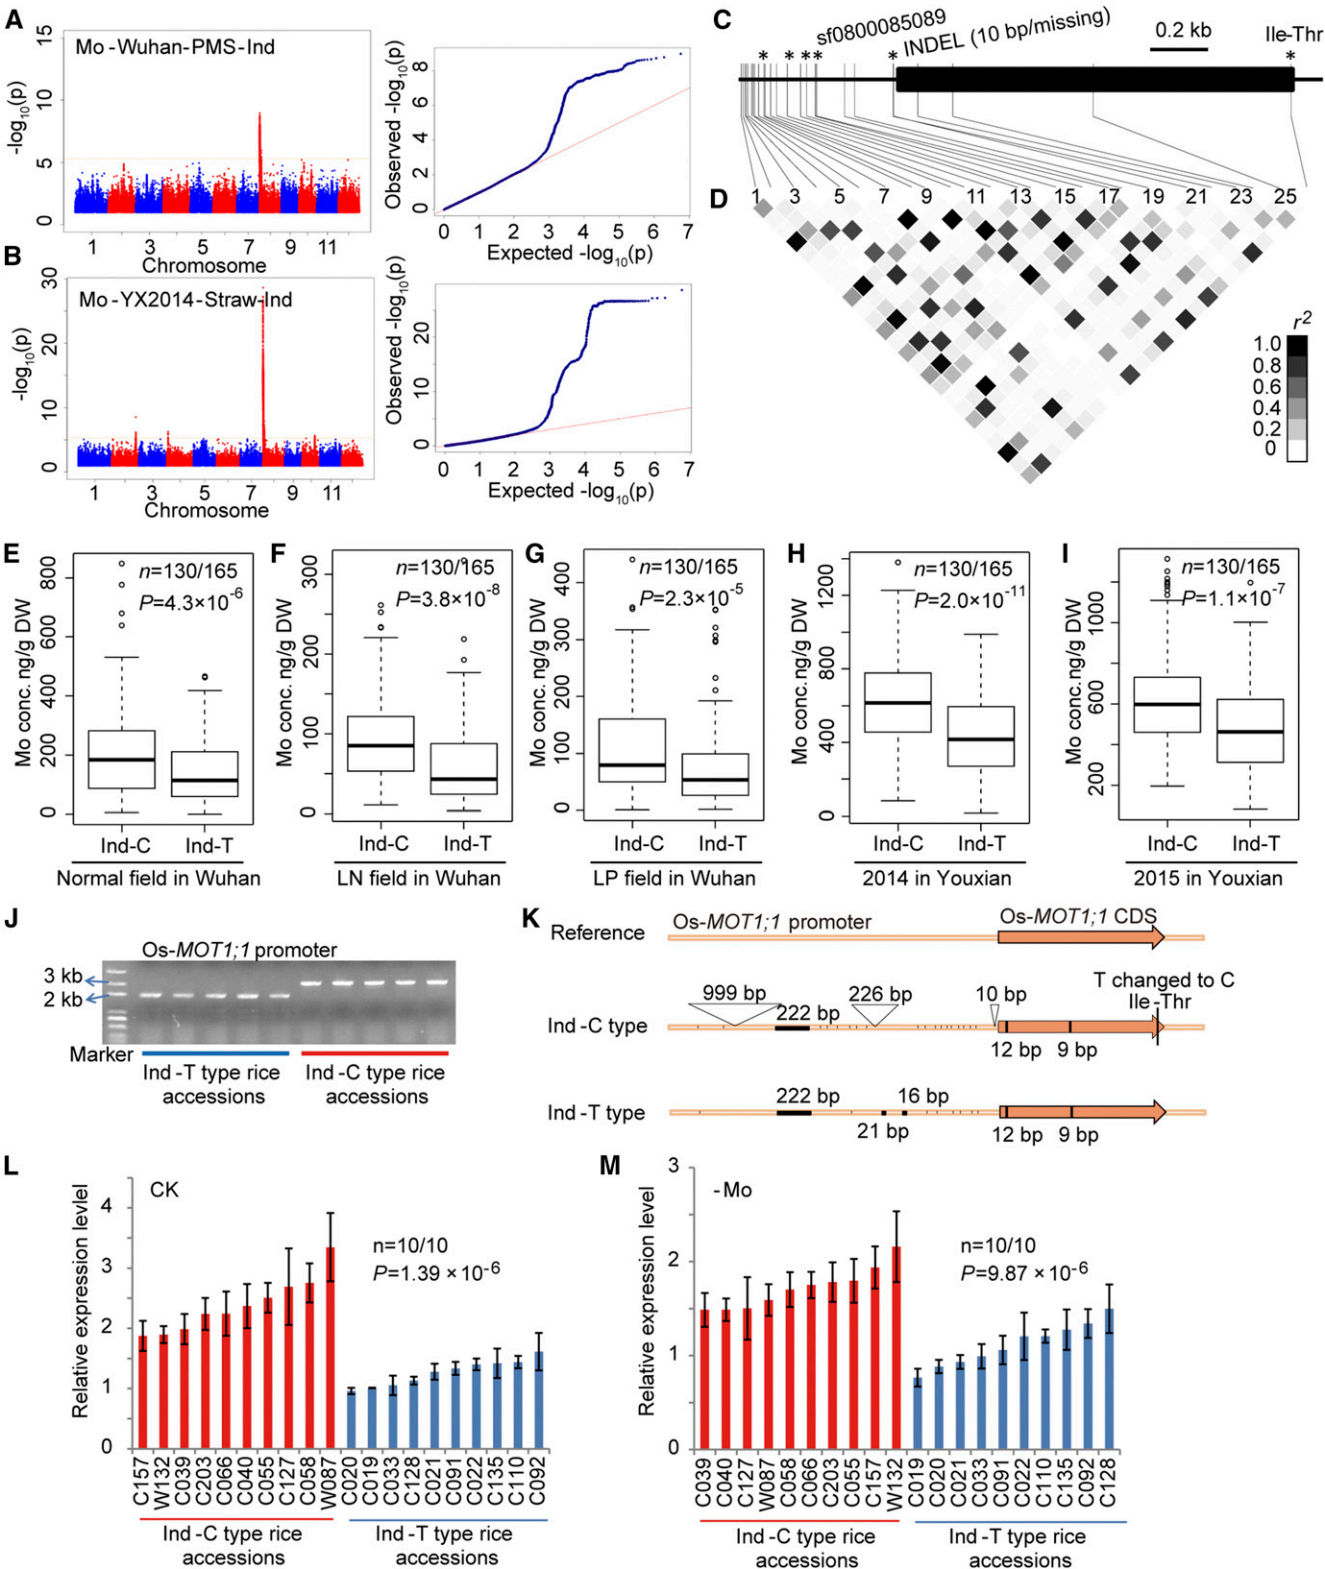 A
Mo-Wuhan-PMS-Ind
-log10(p)
15
10
5
0
1 3 5 7 9 11
Chromosome
Observed -log10(p)
8
6
4
2
0
0 1 2 3 4 5 6 7
Expected -log10(p)
B
Mo-YX2014-Straw-Ind
-log10(p)
30
20
10
0
1 3 5 7 9 11
Chromosome
Observed -log10(p)
20
10
0
0 1 2 3 4 5 6 7
Expected -log10(p)
C
sf0800085089
INDEL (10 bp/missing)
0.2 kb
Ile-Thr
* * * * * *
D
1 3 5 7 9 11 13 15 17 19 21 23 25
r2
1.0
0.8
0.6
0.4
0.2
0
E
n=130/165
P=4.3×10-6
Mo conc. ng/g DW
800
600
400
200
0
Ind-C Ind-T
Normal field in Wuhan
F
n=130/165
P=3.8×10-8
Mo conc. ng/g DW
300
200
100
0
Ind-C Ind-T
LN field in Wuhan
G
n=130/165
P=2.3×10-5
Mo conc. ng/g DW
400
300
200
100
0
Ind-C Ind-T
LP field in Wuhan
H
n=130/165
P=2.0×10-11
Mo conc. ng/g DW
1200
800
400
0
Ind-C Ind-T
2014 in Youxian
I
n=130/165
P=1.1×10-7
Mo conc. ng/g DW
1000
600
200
Ind-C Ind-T
2015 in Youxian
J
Os-MOT1;1 promoter
3 kb
2 kb
Marker
Ind-T type rice accessions
Ind-C type rice accessions
K
Reference
Os-MOT1;1 promoter
Os-MOT1;1 CDS
T changed to C
Ile-Thr
Ind-C type
999 bp
222 bp
226 bp
10 bp
12 bp 9 bp
Ind-T type
222 bp
16 bp
21 bp
12 bp 9 bp
L
CK
n=10/10
P=1.39 ×10-6
Relative expression levlel
4
3
2
1
0
C157 W132 C039 C203 C066 C040 C055 C127 C058 W087 C020 C019 C033 C128 C021 C091 C022 C135 C110 C092
Ind-C type rice accessions
Ind-T type rice accessions
M
-Mo
n=10/10
P=9.87 ×10-6
Relative expression level
3
2
1
0
C039 C040 C127 W087 C058 C066 C203 C055 C157 W132 C019 C020 C021 C033 C091 C022 C110 C135 C092 C128
Ind-C type rice accessions
Ind-T type rice accessions